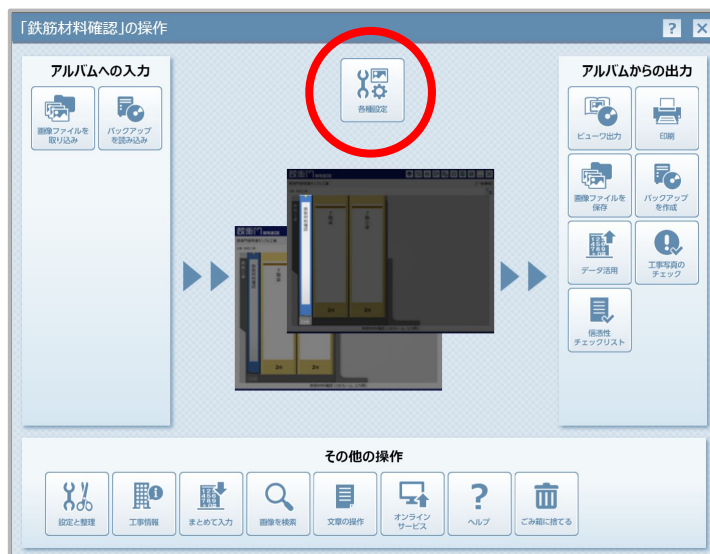 「鉄筋材料確認」の操作
?
アルバムへの入力
画像ファイルを
取り込み
バックアップ
を読み込み
各種設定
アルバムからの出力
ビューワ出力
印刷
画像ファイルを
保存
バックアップ
を作成
データ活用
工事写真の
チェック
信憑性
チェックリスト
その他の操作
設定と整理
工事情報
まとめて入力
画像を検索
文章の操作
オンライン
サービス
?
ヘルプ
ごみ箱に捨てる